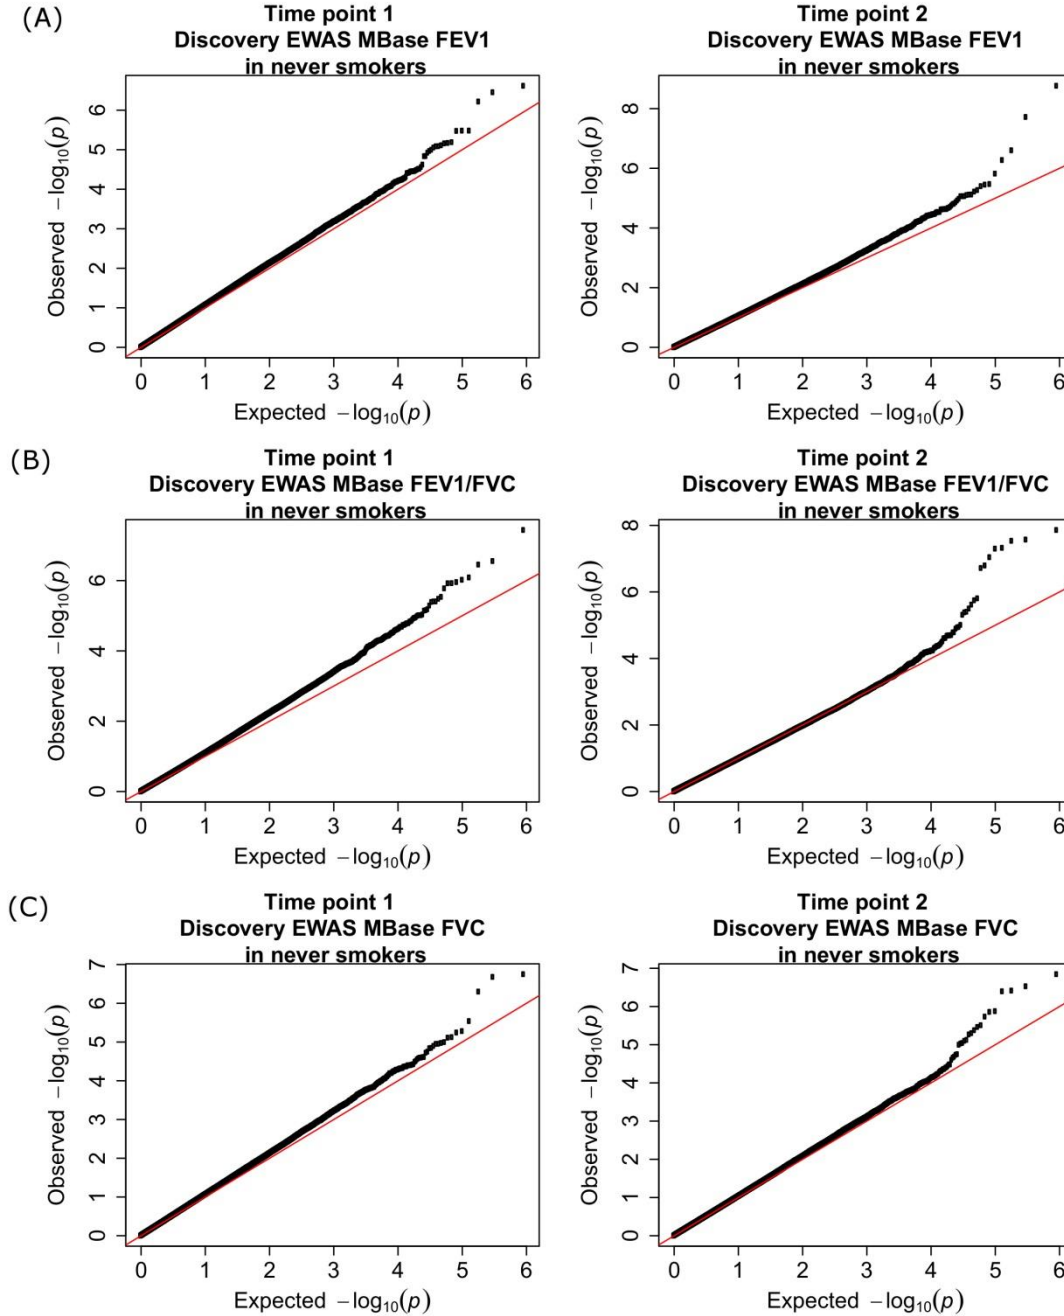 (A)
Time point 1
Discovery EWAS MBase FEV1
in never smokers
Observed −log10(p)
0 1 2 3 4 5 6
0 1 2 3 4 5 6
Expected −log10(p)
Time point 2
Discovery EWAS MBase FEV1
in never smokers
Observed −log10(p)
0 2 4 6 8
0 1 2 3 4 5 6
Expected −log10(p)
(B)
Time point 1
Discovery EWAS MBase FEV1/FVC
in never smokers
Observed −log10(p)
0 2 4 6
0 1 2 3 4 5 6
Expected −log10(p)
Time point 2
Discovery EWAS MBase FEV1/FVC
in never smokers
Observed −log10(p)
0 2 4 6 8
0 1 2 3 4 5 6
Expected −log10(p)
(C)
Time point 1
Discovery EWAS MBase FVC
in never smokers
Observed −log10(p)
0 1 2 3 4 5 6 7
0 1 2 3 4 5 6
Expected −log10(p)
Time point 2
Discovery EWAS MBase FVC
in never smokers
Observed −log10(p)
0 1 2 3 4 5 6 7
0 1 2 3 4 5 6
Expected −log10(p)